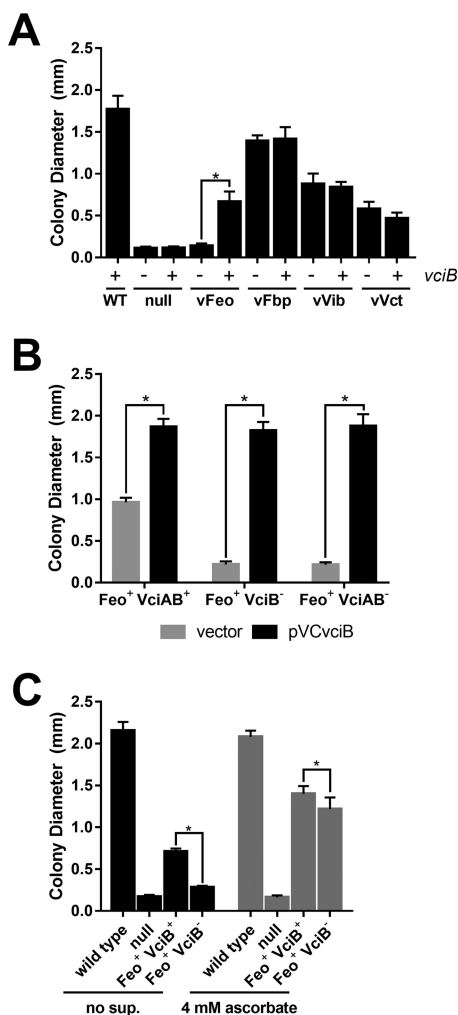 A
Colony Diameter (mm)
2.5
2.0
1.5
1.0
0.5
0.0
*
+ - + - + - + - + - + vciB
WT null vFeo vFbp vVib vVct
B
Colony Diameter (mm)
2.5
2.0
1.5
1.0
0.5
0.0
* * *
Feo⁺ VciAB⁺ Feo⁺ VciB⁻ Feo⁺ VciAB⁻
vector pVCvciB
C
Colony Diameter (mm)
2.5
2.0
1.5
1.0
0.5
0.0
* *
wild type null Feo⁺ VciB⁺ Feo⁺ VciB⁻ wild type null Feo⁺ VciB⁺ Feo⁺ VciB⁻
no sup. 4 mM ascorbate